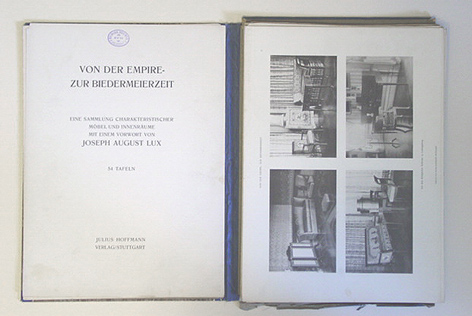 VON DER EMPIRE-
ZUR BIEDERMEIERZEIT
EINE SAMMLUNG CHARAKTERISTISCHER
MÖBEL UND INNENRÄUME
MIT EINEM VORWORT VON
JOSEPH AUGUST LUX
54 TAFELN
JULIUS HOFFMANN
VERLAG/STUTTGART